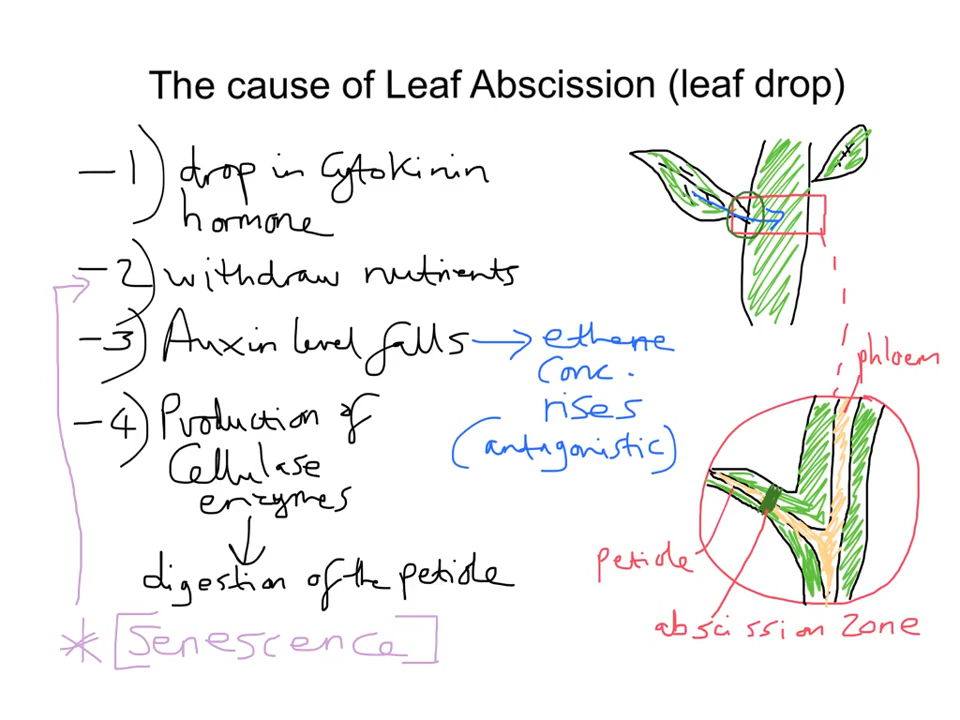 The cause of Leaf Abscission (leaf drop)
- 1) drop in Cytokinin
hormone
- 2) withdraw nutrients
- 3) Auxin level falls → ethene
conc.
rises
(antagonistic)
- 4) Production of
Cellulase
enzymes
↓
digestion of the petiole
* [Senescence]
phloem
petiole
abscission zone